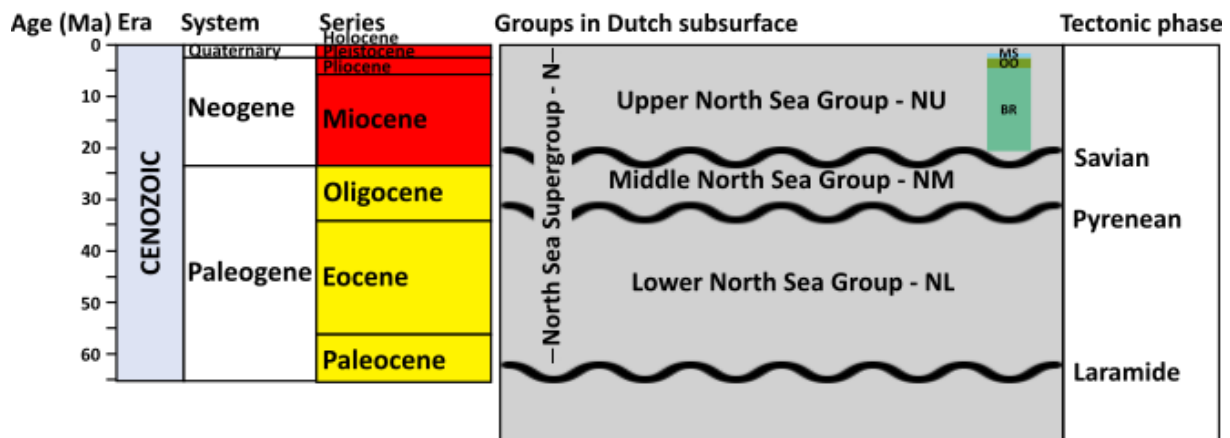 Age (Ma) Era System Series Groups in Dutch subsurface Tectonic phase
Holocene
0 Quaternary Pleistocene MS
Pliocene OO
10 Neogene Miocene Upper North Sea Group - NU BR
20
Savian
CENOZOIC
North Sea Supergroup - N
30 Oligocene Middle North Sea Group - NM
Pyrenean
40
Paleogene Eocene Lower North Sea Group - NL
50
60 Paleocene
Laramide